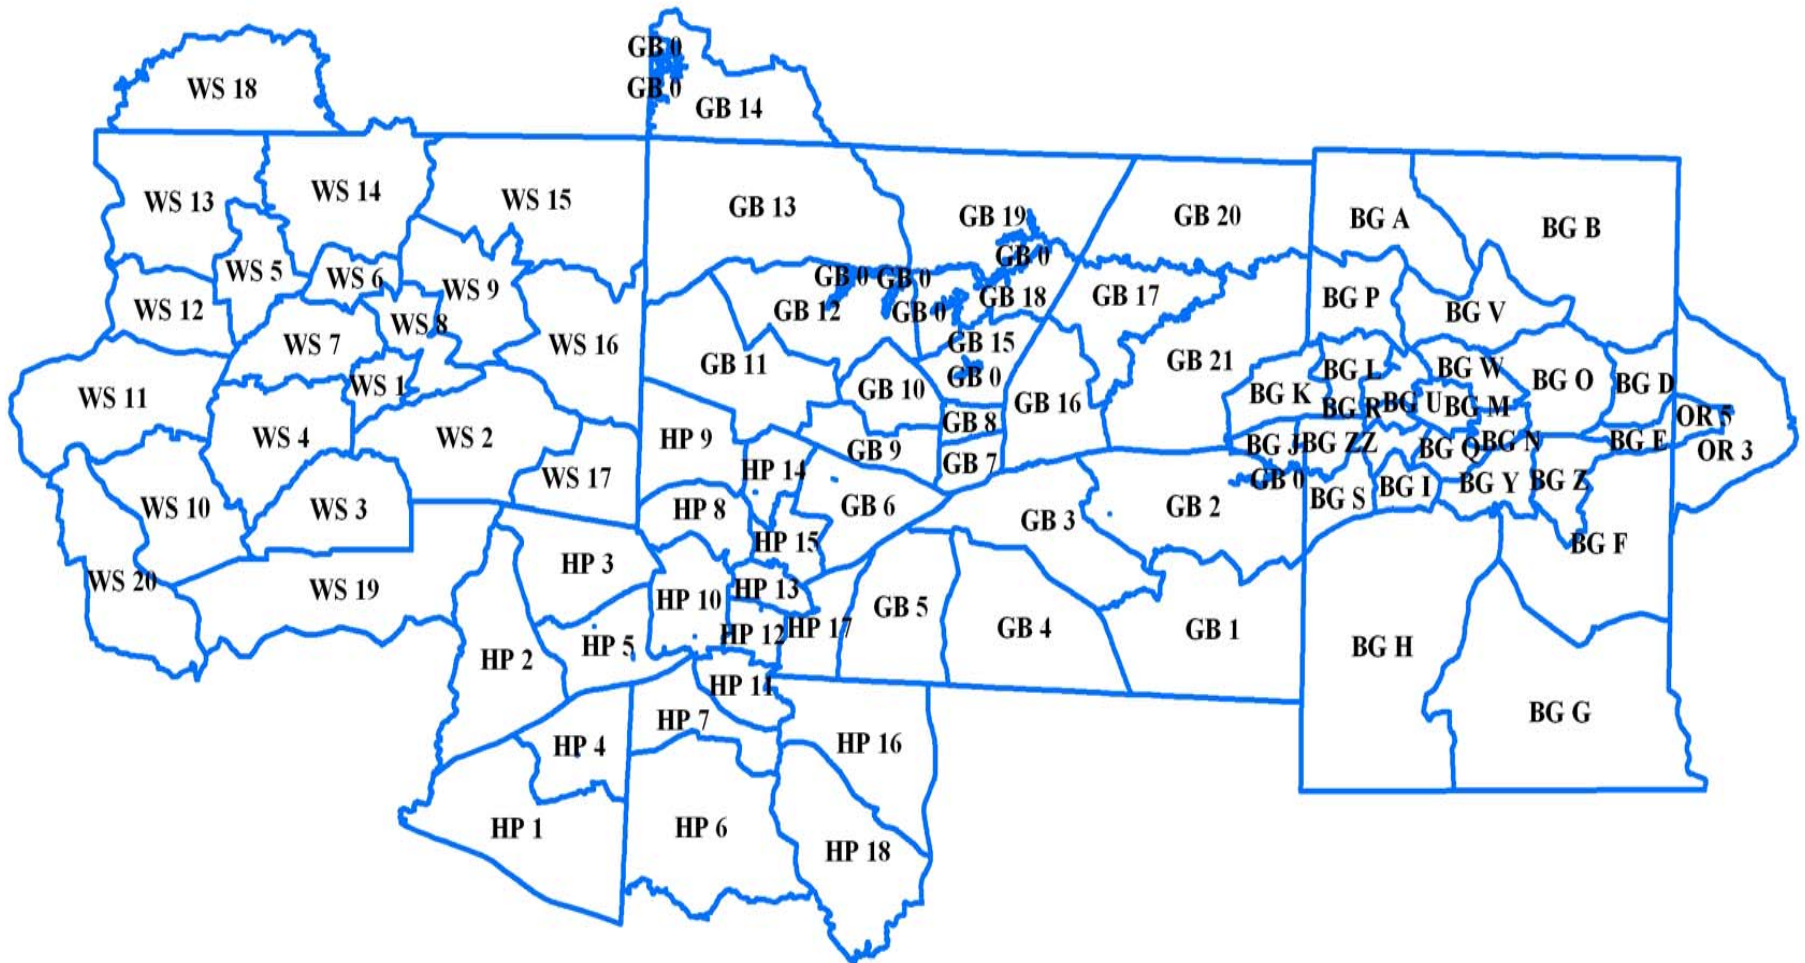 GB 0
GB 0
WS 18
GB 14
WS 13
WS 14
WS 15
GB 13
GB 19
GB 20
BG A
BG B
WS 5
WS 6
WS 9
GB 0
GB 0
GB 0
WS 12
WS 8
GB 12
GB 0
GB 18
GB 17
BG P
BG V
WS 7
WS 16
GB 15
WS 11
WS 1
GB 11
GB 10
GB 0
GB 16
GB 21
BG K
BG L
BG W
BG O
BG D
BG R
BG U
BG M
OR 5
WS 4
WS 2
HP 9
GB 8
GB 9
GB 7
BG J
BG ZZ
BG Q
BG N
BG E
OR 3
WS 17
HP 14
GB 0
WS 10
WS 3
HP 8
GB 6
GB 3
GB 2
BG S
BG I
BG Y
BG Z
HP 15
BG F
WS 20
WS 19
HP 3
HP 10
HP 13
GB 5
GB 4
GB 1
HP 2
HP 5
HP 12
HP 17
BG H
HP 11
HP 7
BG G
HP 4
HP 16
HP 1
HP 6
HP 18